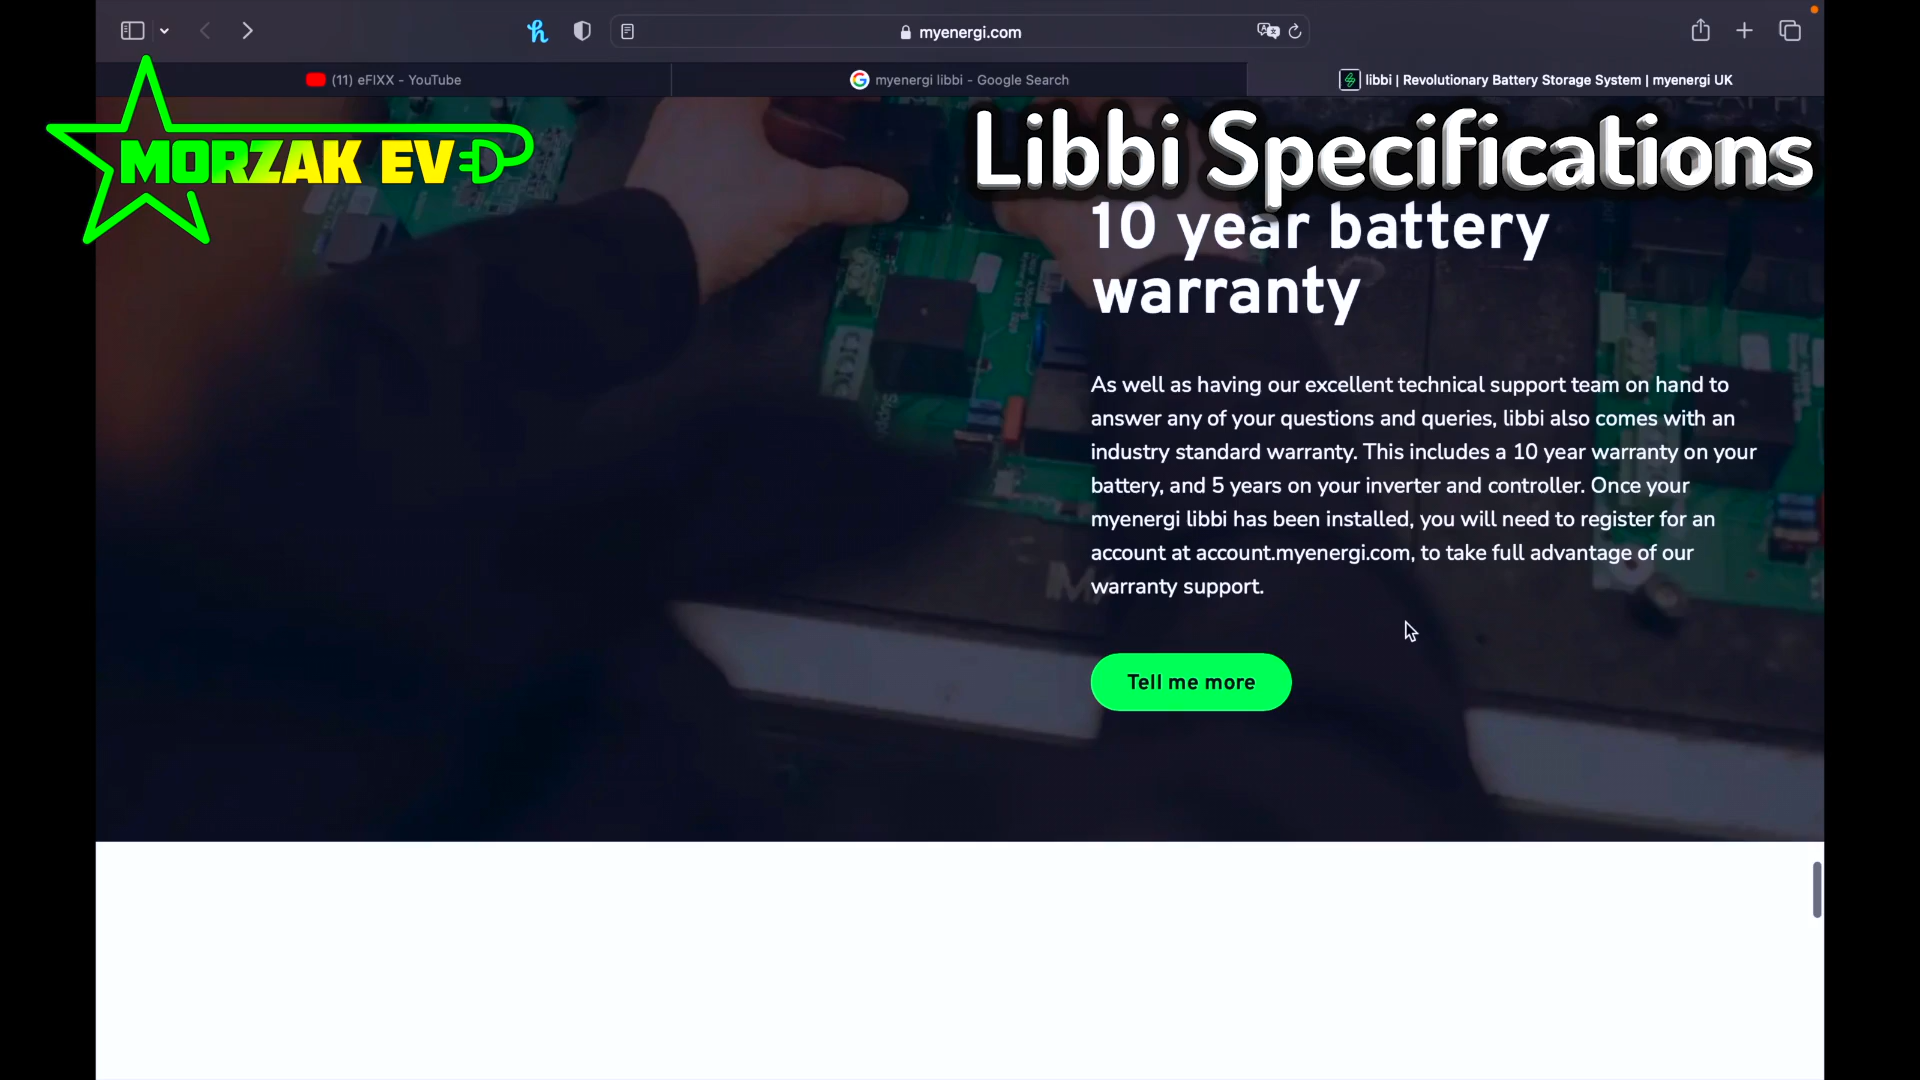 myenergi.com
(11) eFIXX - YouTube
myenergi libbi - Google Search
libbi | Revolutionary Battery Storage System | myenergi UK
MORZAK EV
Libbi Specifications
10 year battery
warranty
As well as having our excellent technical support team on hand to
answer any of your questions and queries, libbi also comes with an
industry standard warranty. This includes a 10 year warranty on your
battery, and 5 years on your inverter and controller. Once your
myenergi libbi has been installed, you will need to register for an
account at account.myenergi.com, to take full advantage of our
warranty support.
Tell me more